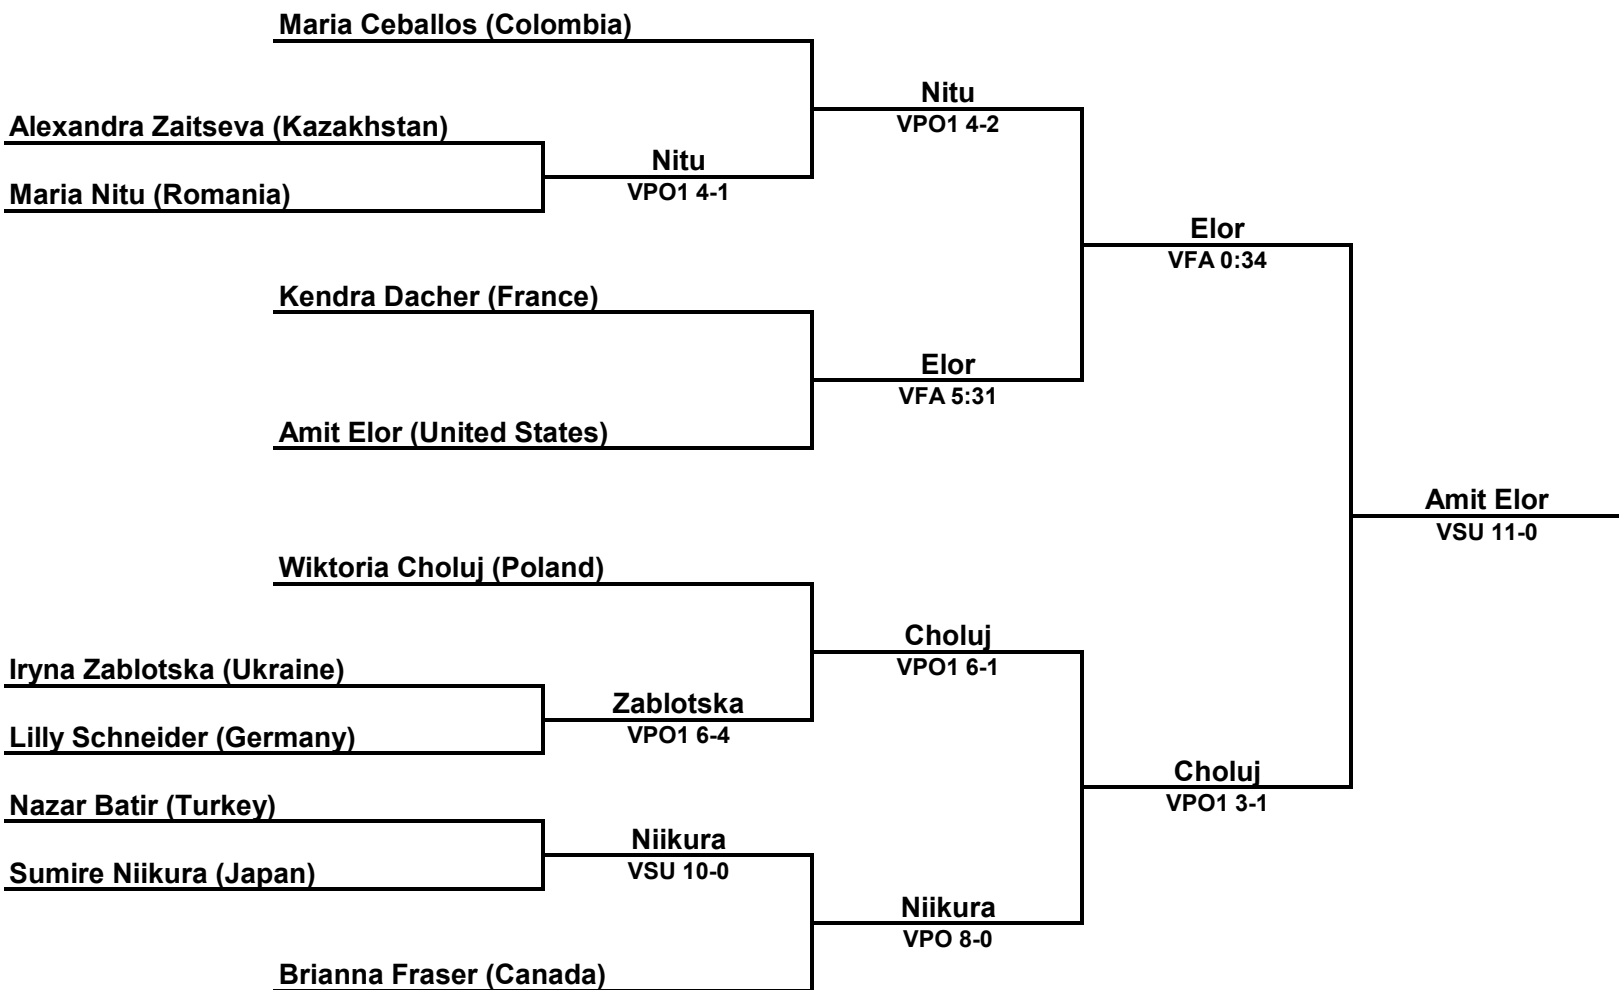 Maria Ceballos (Colombia)
Nitu
VPO1 4-2
Alexandra Zaitseva (Kazakhstan)
Nitu
VPO1 4-1
Maria Nitu (Romania)
Elor
VFA 0:34
Kendra Dacher (France)
Elor
VFA 5:31
Amit Elor (United States)
Amit Elor
VSU 11-0
Wiktoria Choluj (Poland)
Choluj
VPO1 6-1
Iryna Zablotska (Ukraine)
Zablotska
VPO1 6-4
Lilly Schneider (Germany)
Choluj
VPO1 3-1
Nazar Batir (Turkey)
Niikura
VSU 10-0
Sumire Niikura (Japan)
Niikura
VPO 8-0
Brianna Fraser (Canada)